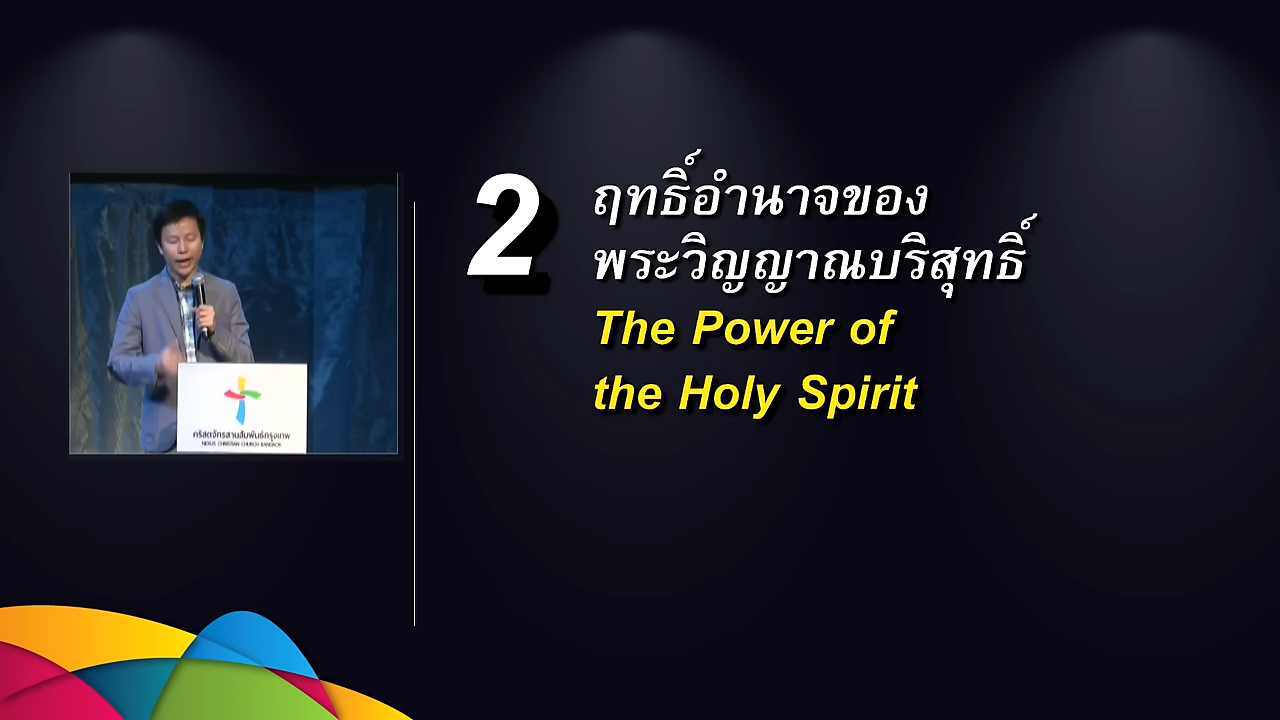 คริสตจักรสานสัมพันธ์กรุงเทพ
NEXUS CHRISTIAN CHURCH BANGKOK
2
ฤทธิ์อำนาจของ
พระวิญญาณบริสุทธิ์
The Power of
the Holy Spirit